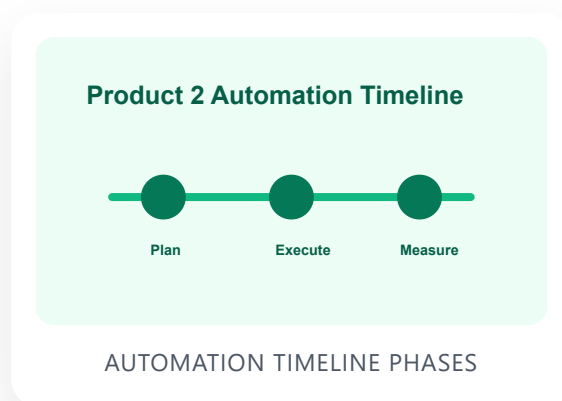 Product 2 Automation Timeline
Plan Execute Measure
AUTOMATION TIMELINE PHASES